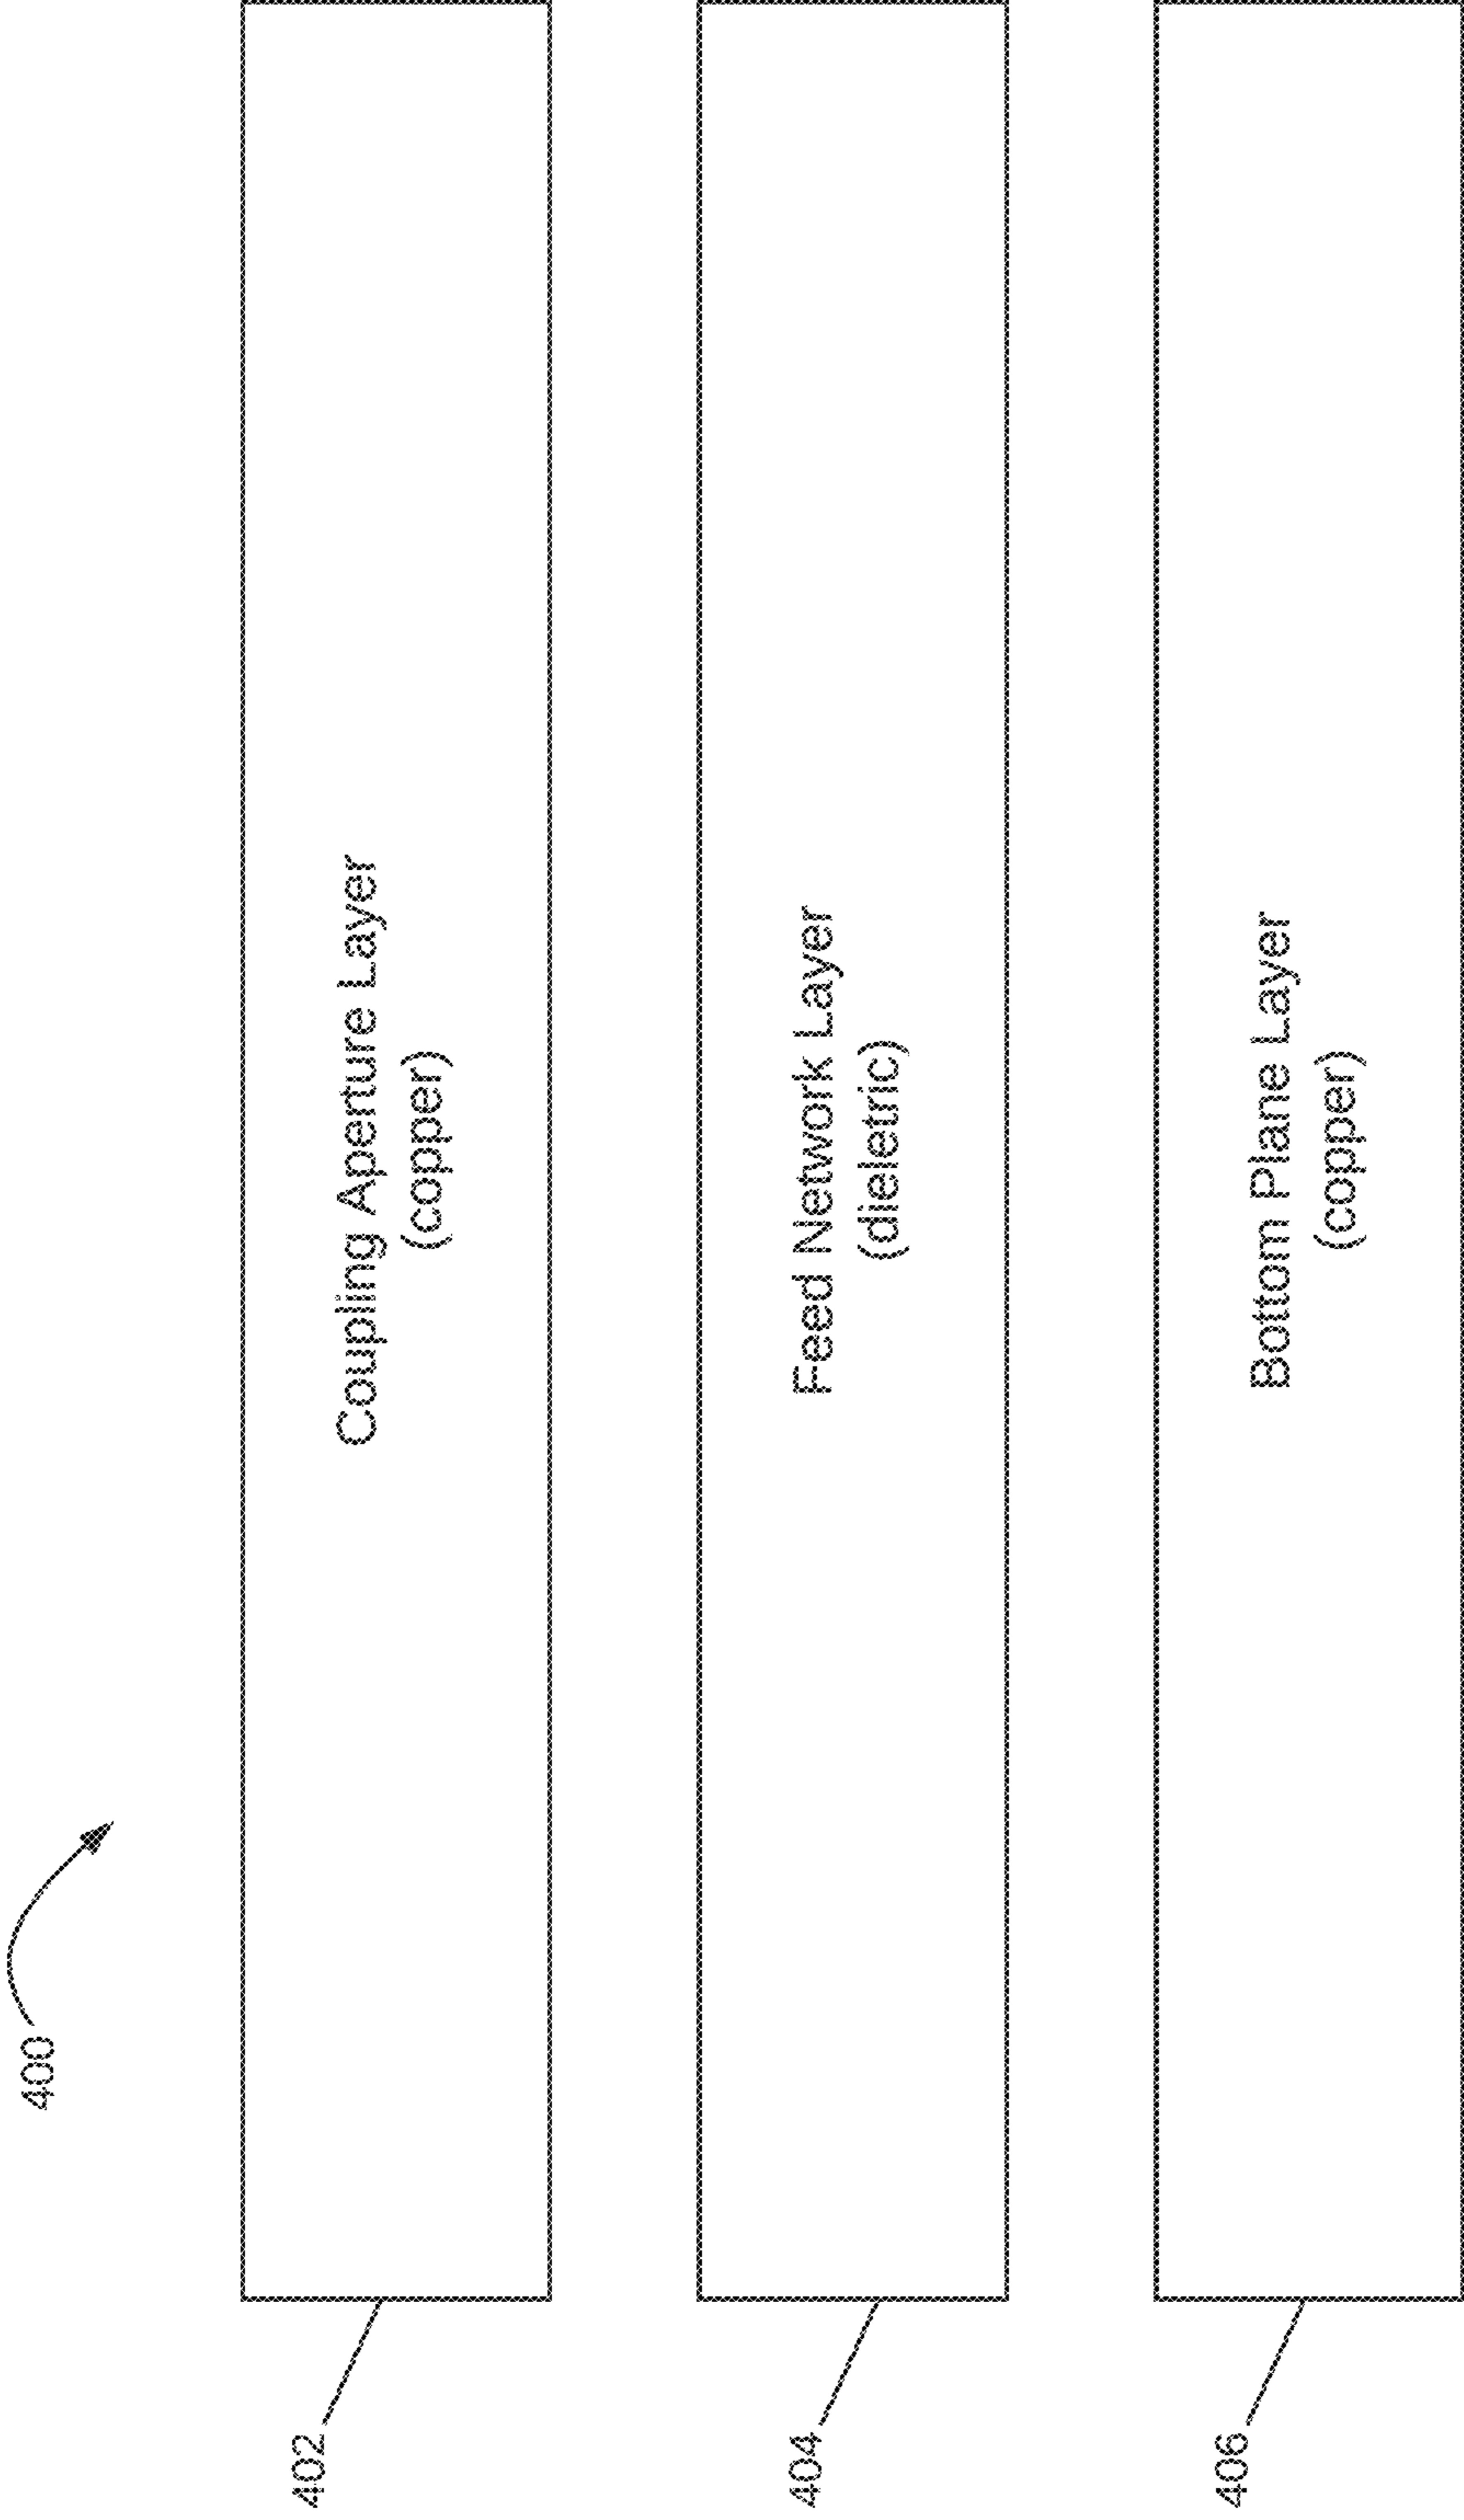 400
402
Coupling Aperture Layer
(copper)
404
Feed Network Layer
(dieletric)
406
Bottom Plane Layer
(copper)